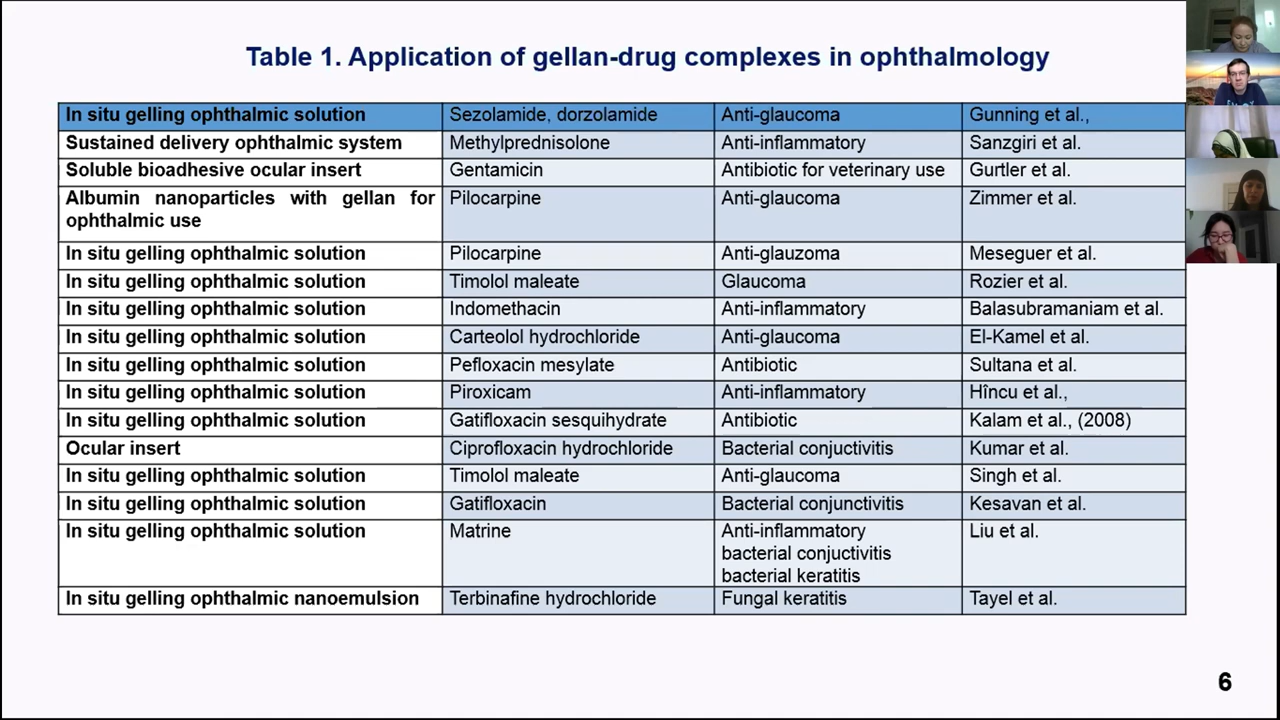 Table 1. Application of gellan-drug complexes in ophthalmology
In situ gelling ophthalmic solution Sezolamide, dorzolamide Anti-glaucoma Gunning et al.,
Sustained delivery ophthalmic system Methylprednisolone Anti-inflammatory Sanzgiri et al.
Soluble bioadhesive ocular insert Gentamicin Antibiotic for veterinary use Gurtler et al.
Albumin nanoparticles with gellan for Pilocarpine Anti-glaucoma Zimmer et al.
ophthalmic use
In situ gelling ophthalmic solution Pilocarpine Anti-glauzoma Meseguer et al.
In situ gelling ophthalmic solution Timolol maleate Glaucoma Rozier et al.
In situ gelling ophthalmic solution Indomethacin Anti-inflammatory Balasubramaniam et al.
In situ gelling ophthalmic solution Carteolol hydrochloride Anti-glaucoma El-Kamel et al.
In situ gelling ophthalmic solution Pefloxacin mesylate Antibiotic Sultana et al.
In situ gelling ophthalmic solution Piroxicam Anti-inflammatory Hîncu et al.,
In situ gelling ophthalmic solution Gatifloxacin sesquihydrate Antibiotic Kalam et al., (2008)
Ocular insert Ciprofloxacin hydrochloride Bacterial conjuctivitis Kumar et al.
In situ gelling ophthalmic solution Timolol maleate Anti-glaucoma Singh et al.
In situ gelling ophthalmic solution Gatifloxacin Bacterial conjunctivitis Kesavan et al.
In situ gelling ophthalmic solution Matrine Anti-inflammatory Liu et al.
bacterial conjuctivitis
bacterial keratitis
In situ gelling ophthalmic nanoemulsion Terbinafine hydrochloride Fungal keratitis Tayel et al.
6